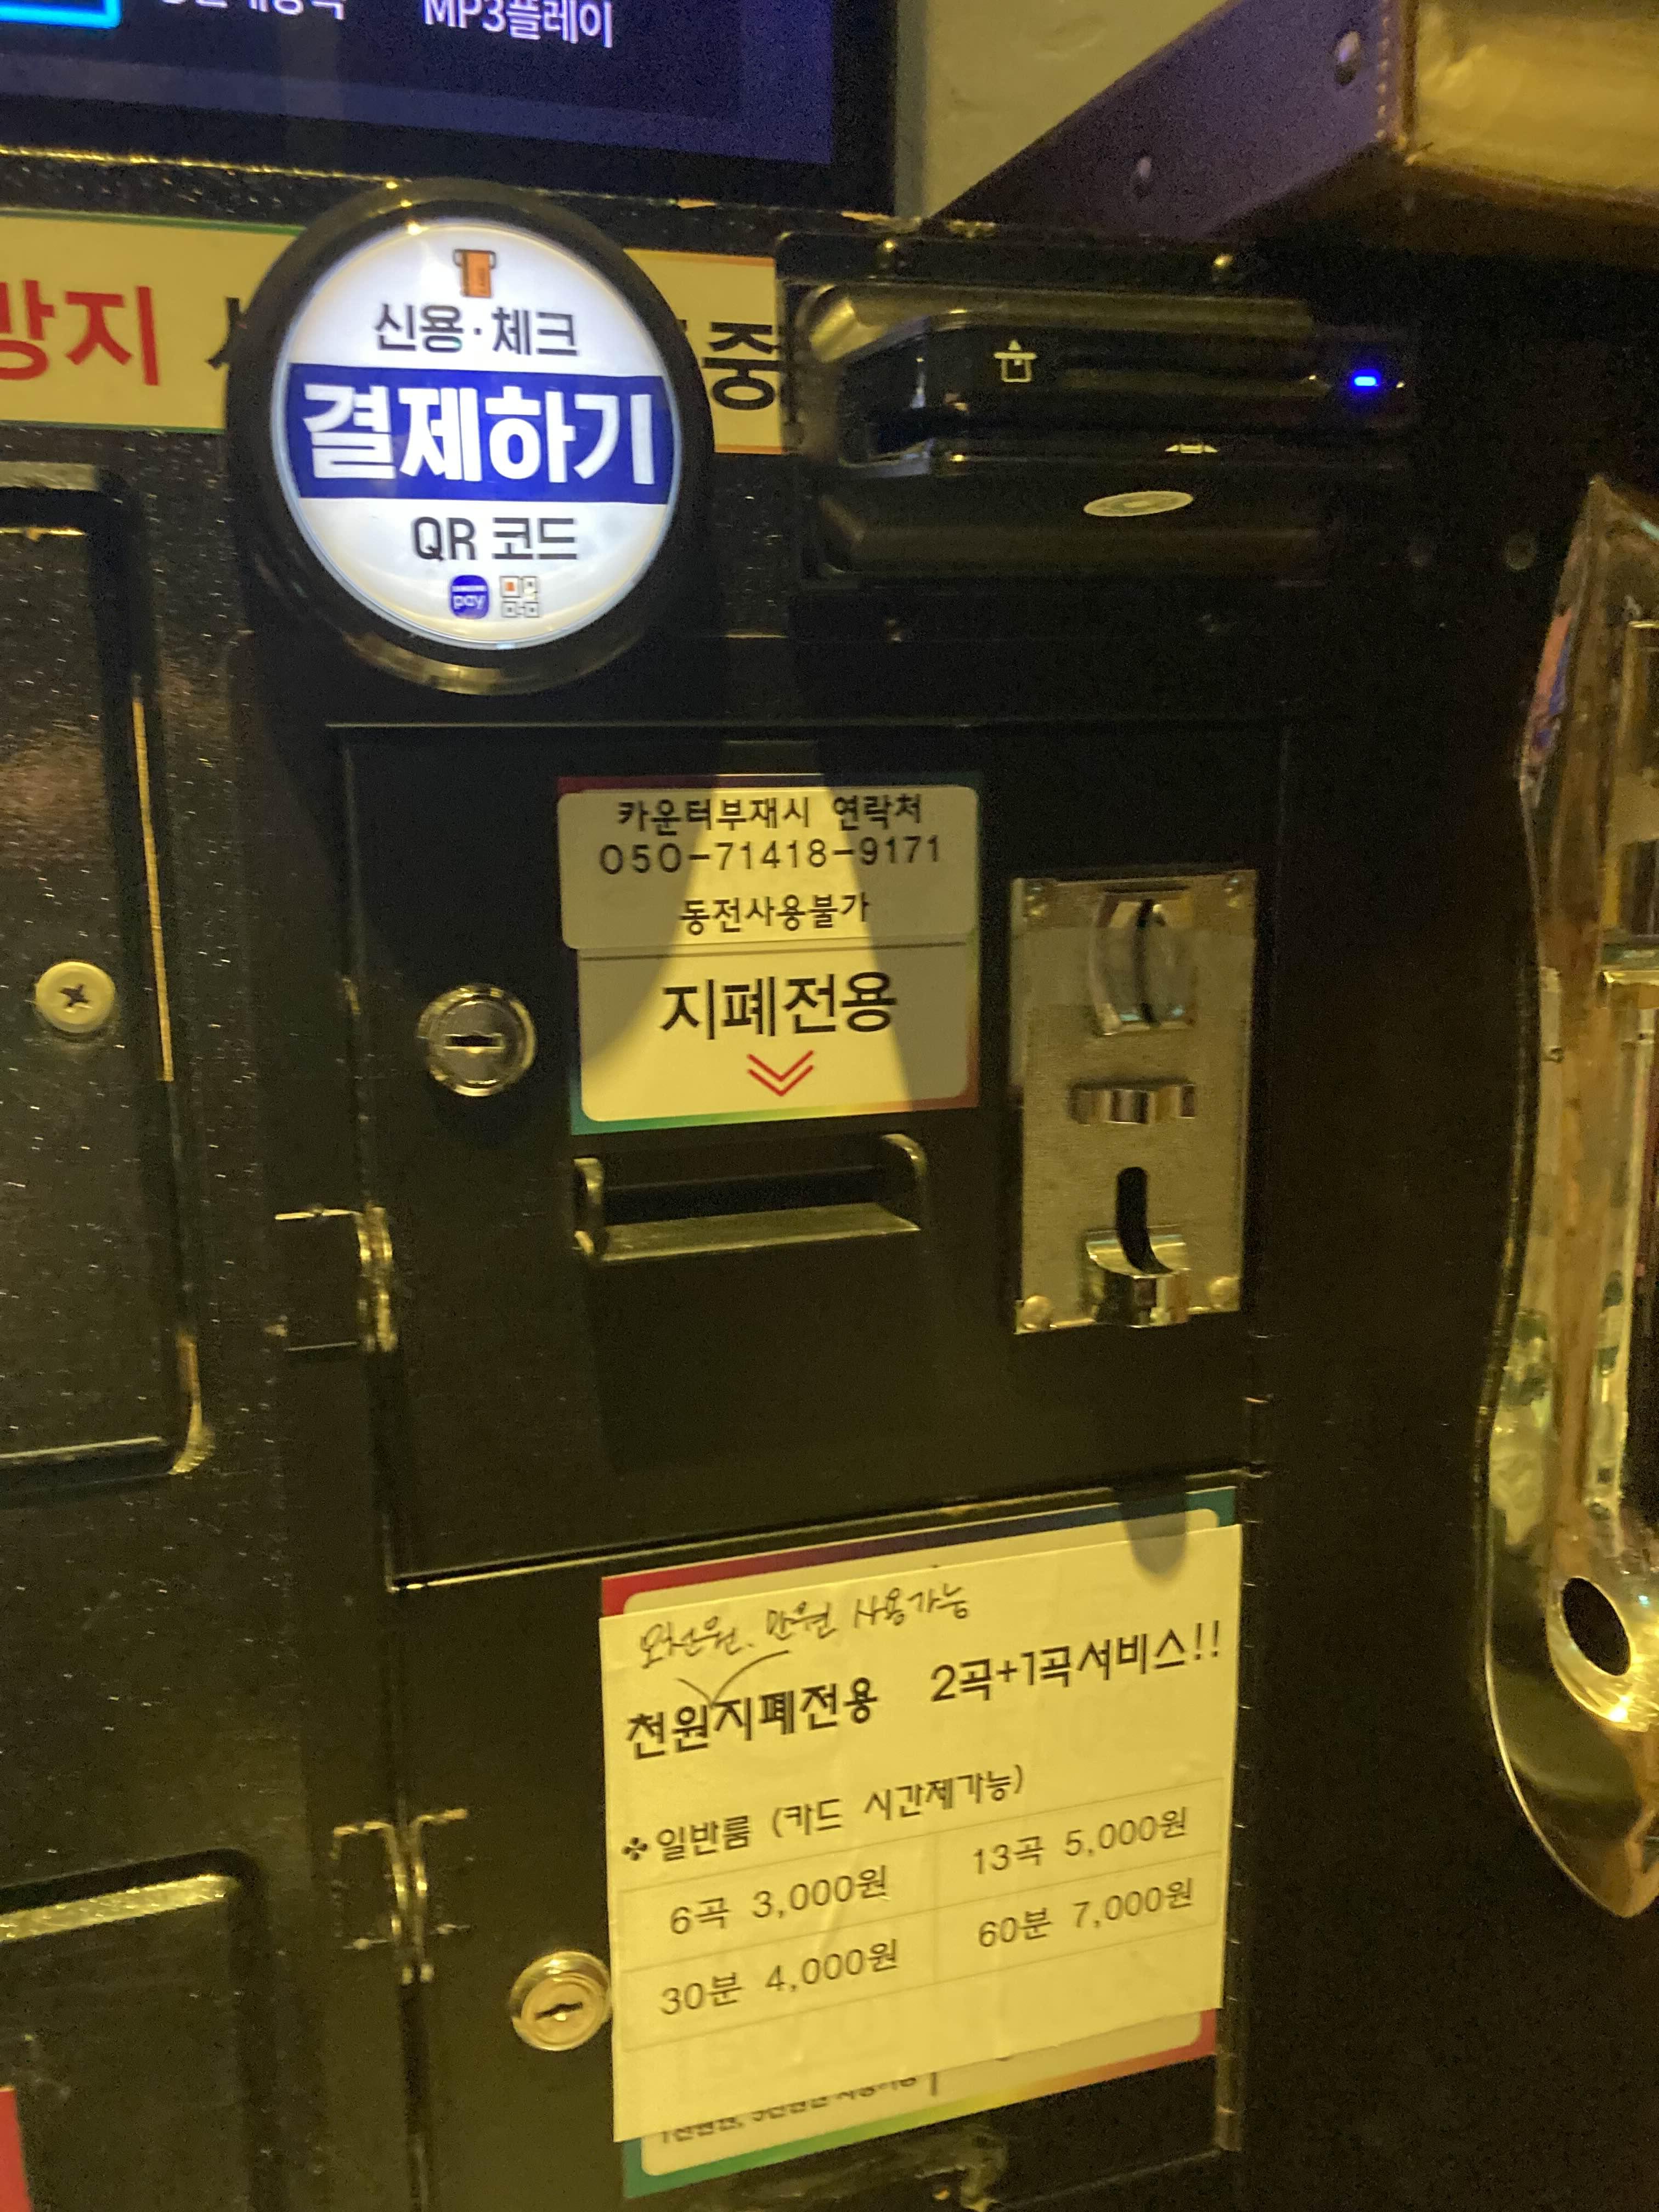 MP3플레이
방지
중
신용·체크
결제하기
QR 코드
pay
카운터부재시 연락처
050-71418-9171
동전사용불가
지폐전용
오천원, 만원 사용가능
천원지폐전용 2곡+1곡서비스!!
✤일반룸 (카드 시간제가능)
6곡 3,000원 13곡 5,000원
30분 4,000원 60분 7,000원